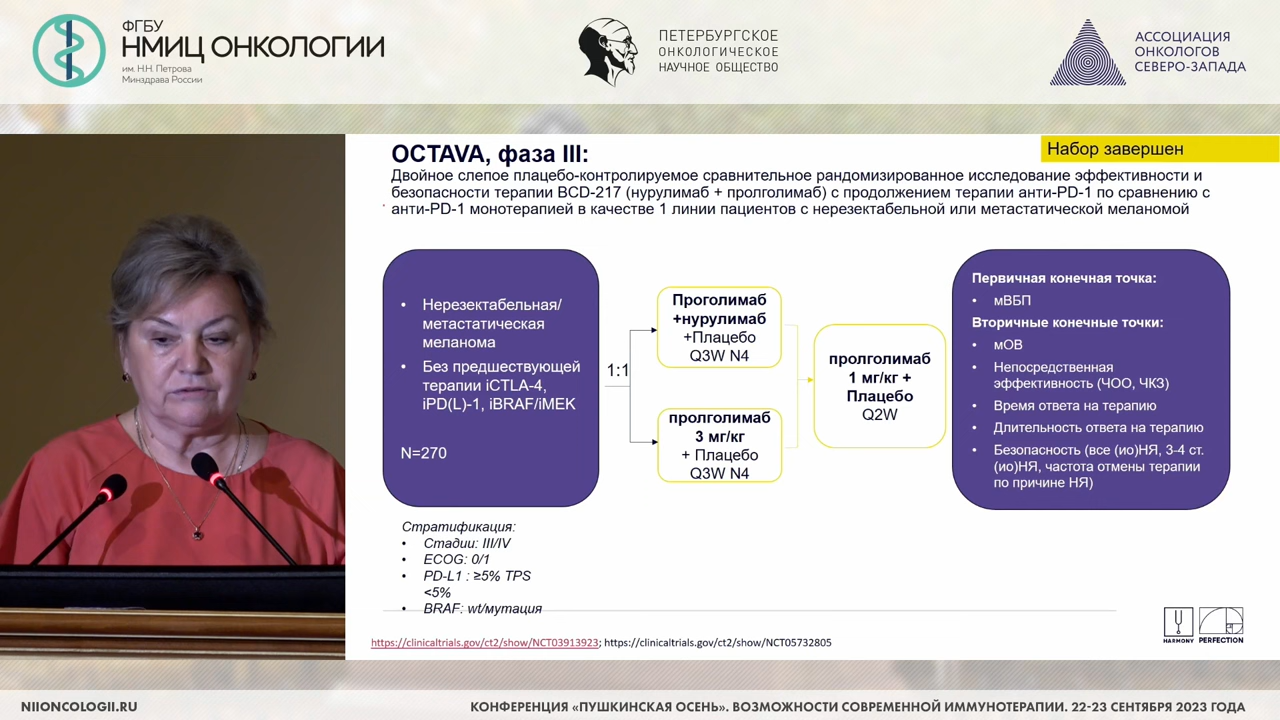 ФГБУ
НМИЦ ОНКОЛОГИИ
им. Н.Н. Петрова
Минздрава России
ПЕТЕРБУРГСКОЕ
ОНКОЛОГИЧЕСКОЕ
НАУЧНОЕ ОБЩЕСТВО
АССОЦИАЦИЯ
ОНКОЛОГОВ
СЕВЕРО-ЗАПАДА
OCTAVA, фаза III:
Набор завершен
Двойное слепое плацебо-контролируемое сравнительное рандомизированное исследование эффективности и
безопасности терапии BCD-217 (нурулимаб + пролголимаб) с продолжением терапии анти-PD-1 по сравнению с
анти-PD-1 монотерапией в качестве 1 линии пациентов с нерезектабельной или метастатической меланомой
• Нерезектабельная/
метастатическая
меланома
• Без предшествующей
терапии iCTLA-4,
iPD(L)-1, iBRAF/iMEK
N=270
1:1
Проголимаб
+нурулимаб
+Плацебо
Q3W N4
пролголимаб
3 мг/кг
+ Плацебо
Q3W N4
пролголимаб
1 мг/кг +
Плацебо
Q2W
Первичная конечная точка:
• мВБП
Вторичные конечные точки:
• мОВ
• Непосредственная
эффективность (ЧОО, ЧКЗ)
• Время ответа на терапию
• Длительность ответа на терапию
• Безопасность (все (ио)НЯ, 3-4 ст.
(ио)НЯ, частота отмены терапии
по причине НЯ)
Стратификация:
• Стадии: III/IV
• ECOG: 0/1
• PD-L1 : ≥5% TPS
<5%
• BRAF: wt/мутация
https://clinicaltrials.gov/ct2/show/NCT03913923; https://clinicaltrials.gov/ct2/show/NCT05732805
HARMONY
PERFECTION
NIIONCOLOGII.RU
КОНФЕРЕНЦИЯ «ПУШКИНСКАЯ ОСЕНЬ». ВОЗМОЖНОСТИ СОВРЕМЕННОЙ ИММУНОТЕРАПИИ. 22-23 СЕНТЯБРЯ 2023 ГОДА